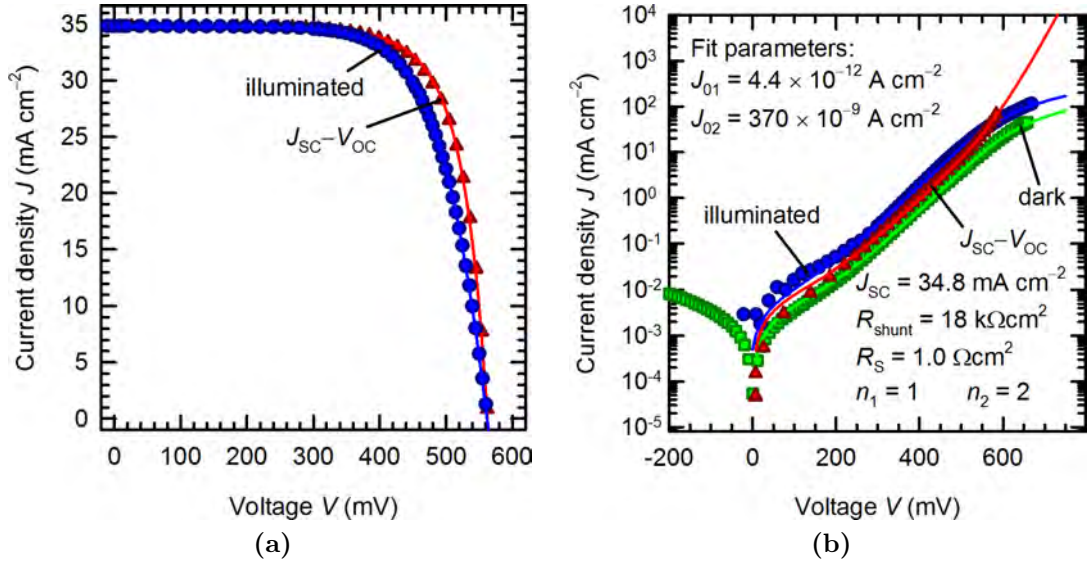 35
30
25
20
15
10
5
0
Current density J (mA cm⁻²)
illuminated
J_SC–V_OC
0 100 200 300 400 500 600
Voltage V (mV)
(a)
10⁴
10³
10²
10¹
10⁰
10⁻¹
10⁻²
10⁻³
10⁻⁴
10⁻⁵
Current density J (mA cm⁻²)
Fit parameters:
J₀₁ = 4.4 × 10⁻¹² A cm⁻²
J₀₂ = 370 × 10⁻⁹ A cm⁻²
dark
illuminated
J_SC–V_OC
J_SC = 34.8 mA cm⁻²
R_shunt = 18 kΩcm²
R_S = 1.0 Ωcm²
n₁ = 1 n₂ = 2
-200 0 200 400 600
Voltage V (mV)
(b)